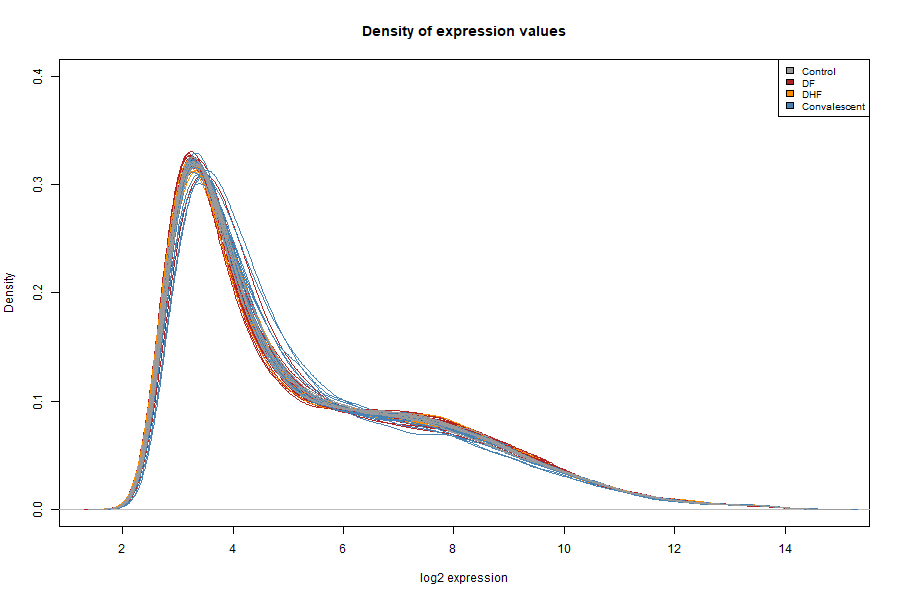 Density of expression values
Control
DF
DHF
Convalescent
0.4
0.3
0.2
0.1
0.0
Density
2 4 6 8 10 12 14
log2 expression